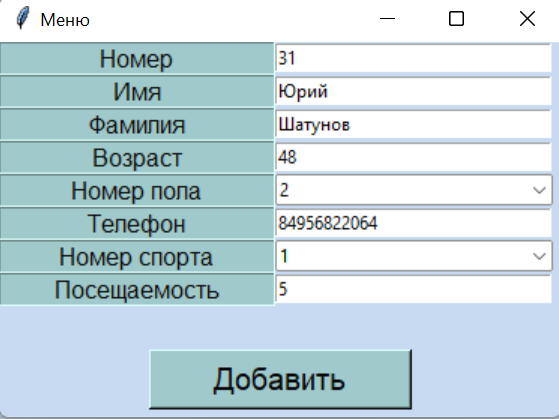 Меню
Номер 31
Имя Юрий
Фамилия Шатунов
Возраст 48
Номер пола 2
Телефон 84956822064
Номер спорта 1
Посещаемость 5
Добавить